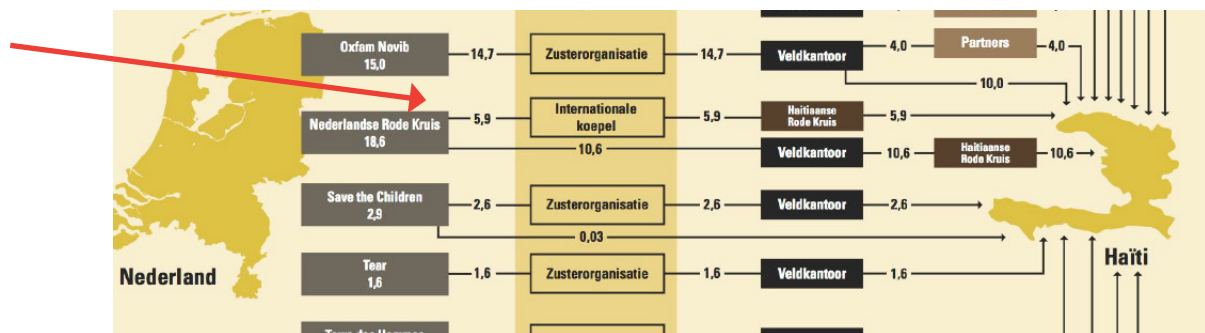 Oxfam Novib
15,0
14,7
Zusterorganisatie
14,7
Veldkantoor
4,0
Partners
4,0
10,0
Nederlandse Rode Kruis
18,6
5,9
Internationale
koepel
5,9
Haitiaanse
Rode Kruis
5,9
10,6
Veldkantoor
10,6
Haitiaanse
Rode Kruis
10,6
Save the Children
2,9
2,6
Zusterorganisatie
2,6
Veldkantoor
2,6
0,03
Nederland
Haïti
Tear
1,6
1,6
Zusterorganisatie
1,6
Veldkantoor
1,6